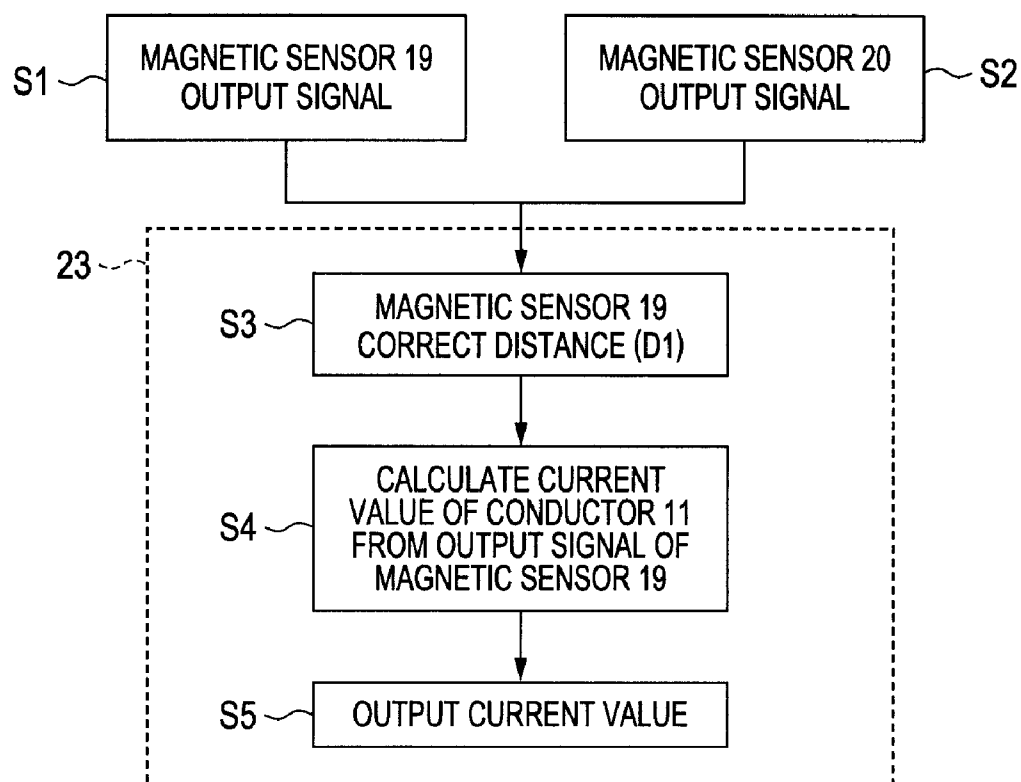 S1
MAGNETIC SENSOR 19
OUTPUT SIGNAL
MAGNETIC SENSOR 20
OUTPUT SIGNAL
S2
23
S3
MAGNETIC SENSOR 19
CORRECT DISTANCE (D1)
S4
CALCULATE CURRENT
VALUE OF CONDUCTOR 11
FROM OUTPUT SIGNAL OF
MAGNETIC SENSOR 19
S5
OUTPUT CURRENT VALUE